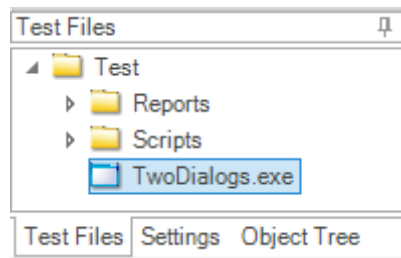 Test Files
Test
Reports
Scripts
TwoDialogs.exe
Test Files Settings Object Tree